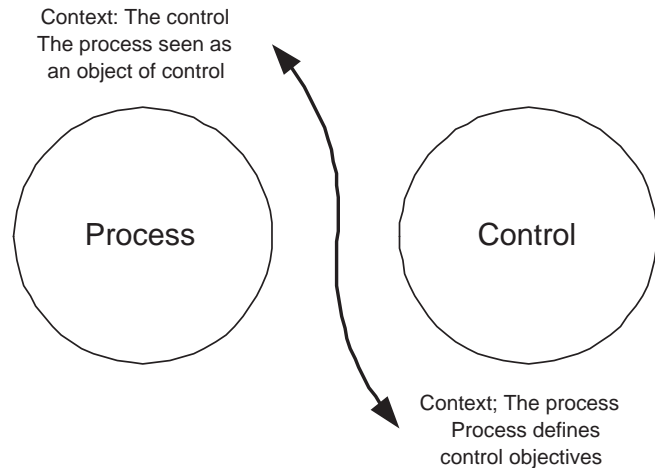 Context: The control
The process seen as
an object of control
Process
Control
Context; The process
Process defines
control objectives